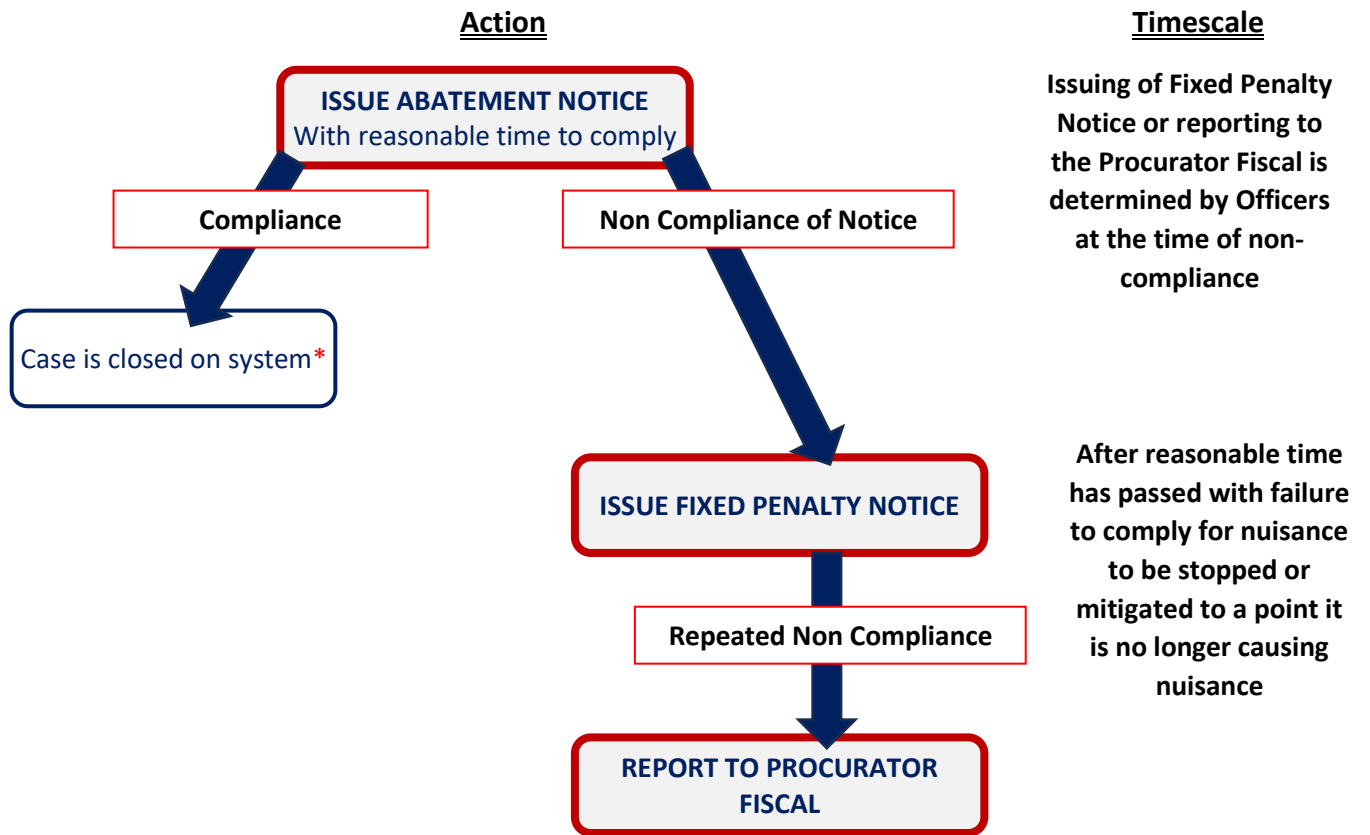 Action
Timescale
ISSUE ABATEMENT NOTICE
With reasonable time to comply
Issuing of Fixed Penalty
Notice or reporting to
the Procurator Fiscal is
determined by Officers
at the time of non-
compliance
Compliance
Non Compliance of Notice
Case is closed on system*
ISSUE FIXED PENALTY NOTICE
After reasonable time
has passed with failure
to comply for nuisance
to be stopped or
mitigated to a point it
is no longer causing
nuisance
Repeated Non Compliance
REPORT TO PROCURATOR
FISCAL